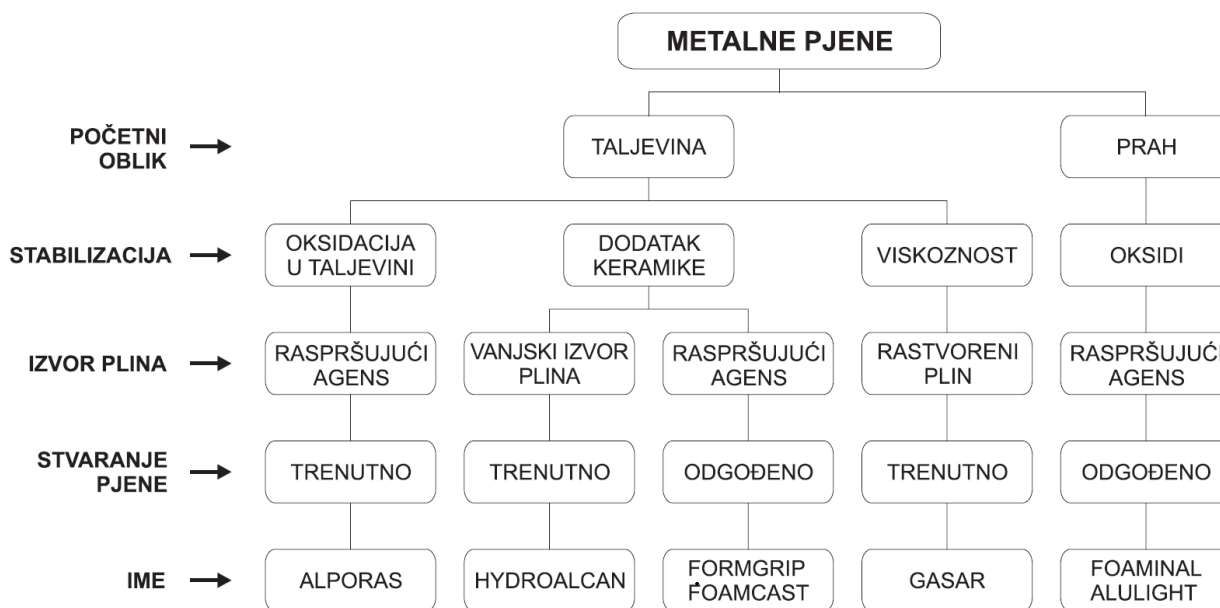 METALNE PJENE
POČETNI
OBLIK
TALJEVINA
PRAH
STABILIZACIJA
OKSIDACIJA
U TALJEVINI
DODATAK
KERAMIKE
VISKOZNOST
OKSIDI
IZVOR PLINA
RASPRŠUJUĆI
AGENS
VANJSKI IZVOR
PLINA
RASPRŠUJUĆI
AGENS
RASTVORENI
PLIN
RASPRŠUJUĆI
AGENS
STVARANJE
PJENE
TRENUTNO
TRENUTNO
ODGOĐENO
TRENUTNO
ODGOĐENO
IME
ALPORAS
HYDROALCAN
FORMGRIP
FOAMCAST
GASAR
FOAMINAL
ALULIGHT